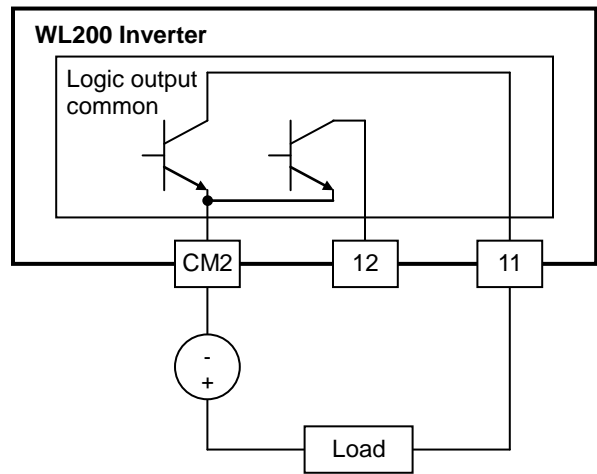 WL200 Inverter
Logic output
common
CM2
12
11
-
+
Load